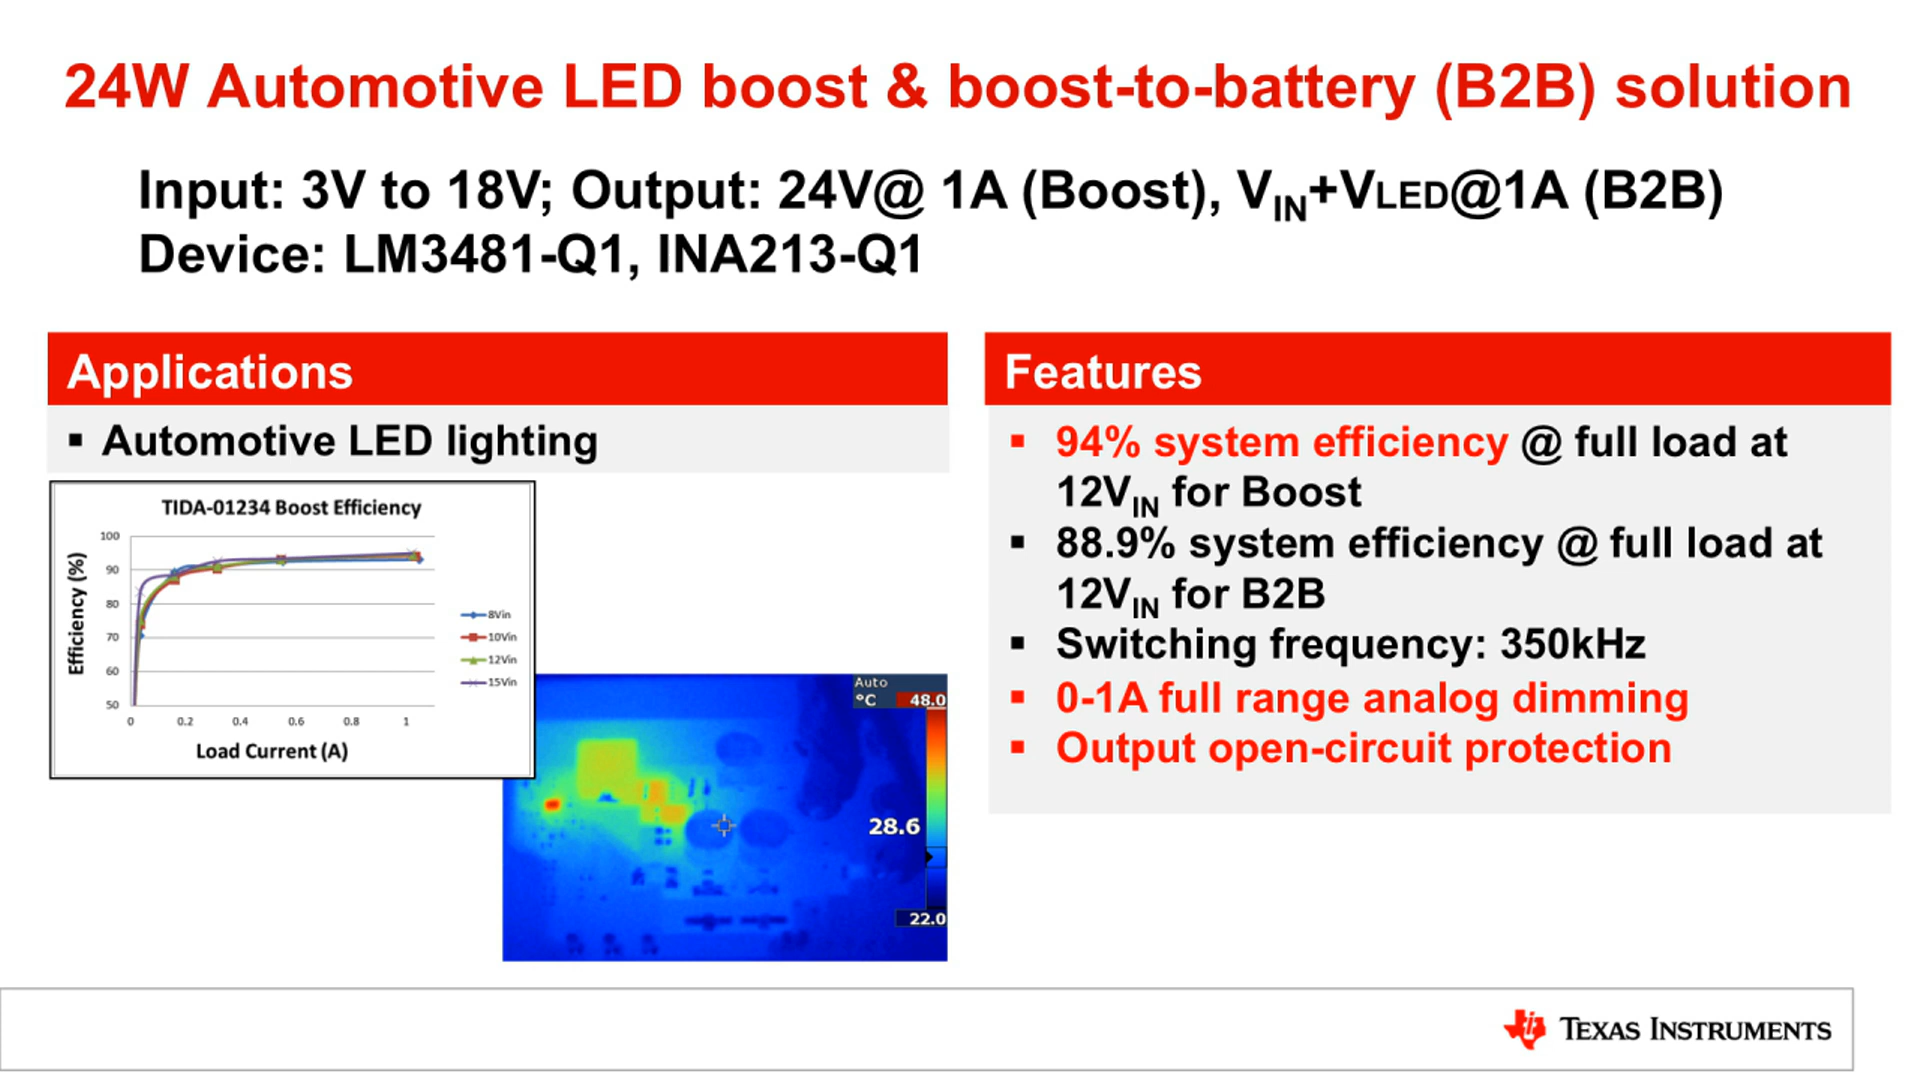 24W Automotive LED boost & boost-to-battery (B2B) solution
Input: 3V to 18V; Output: 24V@ 1A (Boost), VIN+VLED@1A (B2B)
Device: LM3481-Q1, INA213-Q1
Applications
▪ Automotive LED lighting
TIDA-01234 Boost Efficiency
Efficiency (%)
100
90
80
70
60
50
0 0.2 0.4 0.6 0.8 1
Load Current (A)
8Vin
10Vin
12Vin
15Vin
Auto
°C 48.0
28.6
22.0
Features
▪ 94% system efficiency @ full load at
12VIN for Boost
▪ 88.9% system efficiency @ full load at
12VIN for B2B
▪ Switching frequency: 350kHz
▪ 0-1A full range analog dimming
▪ Output open-circuit protection
TEXAS INSTRUMENTS